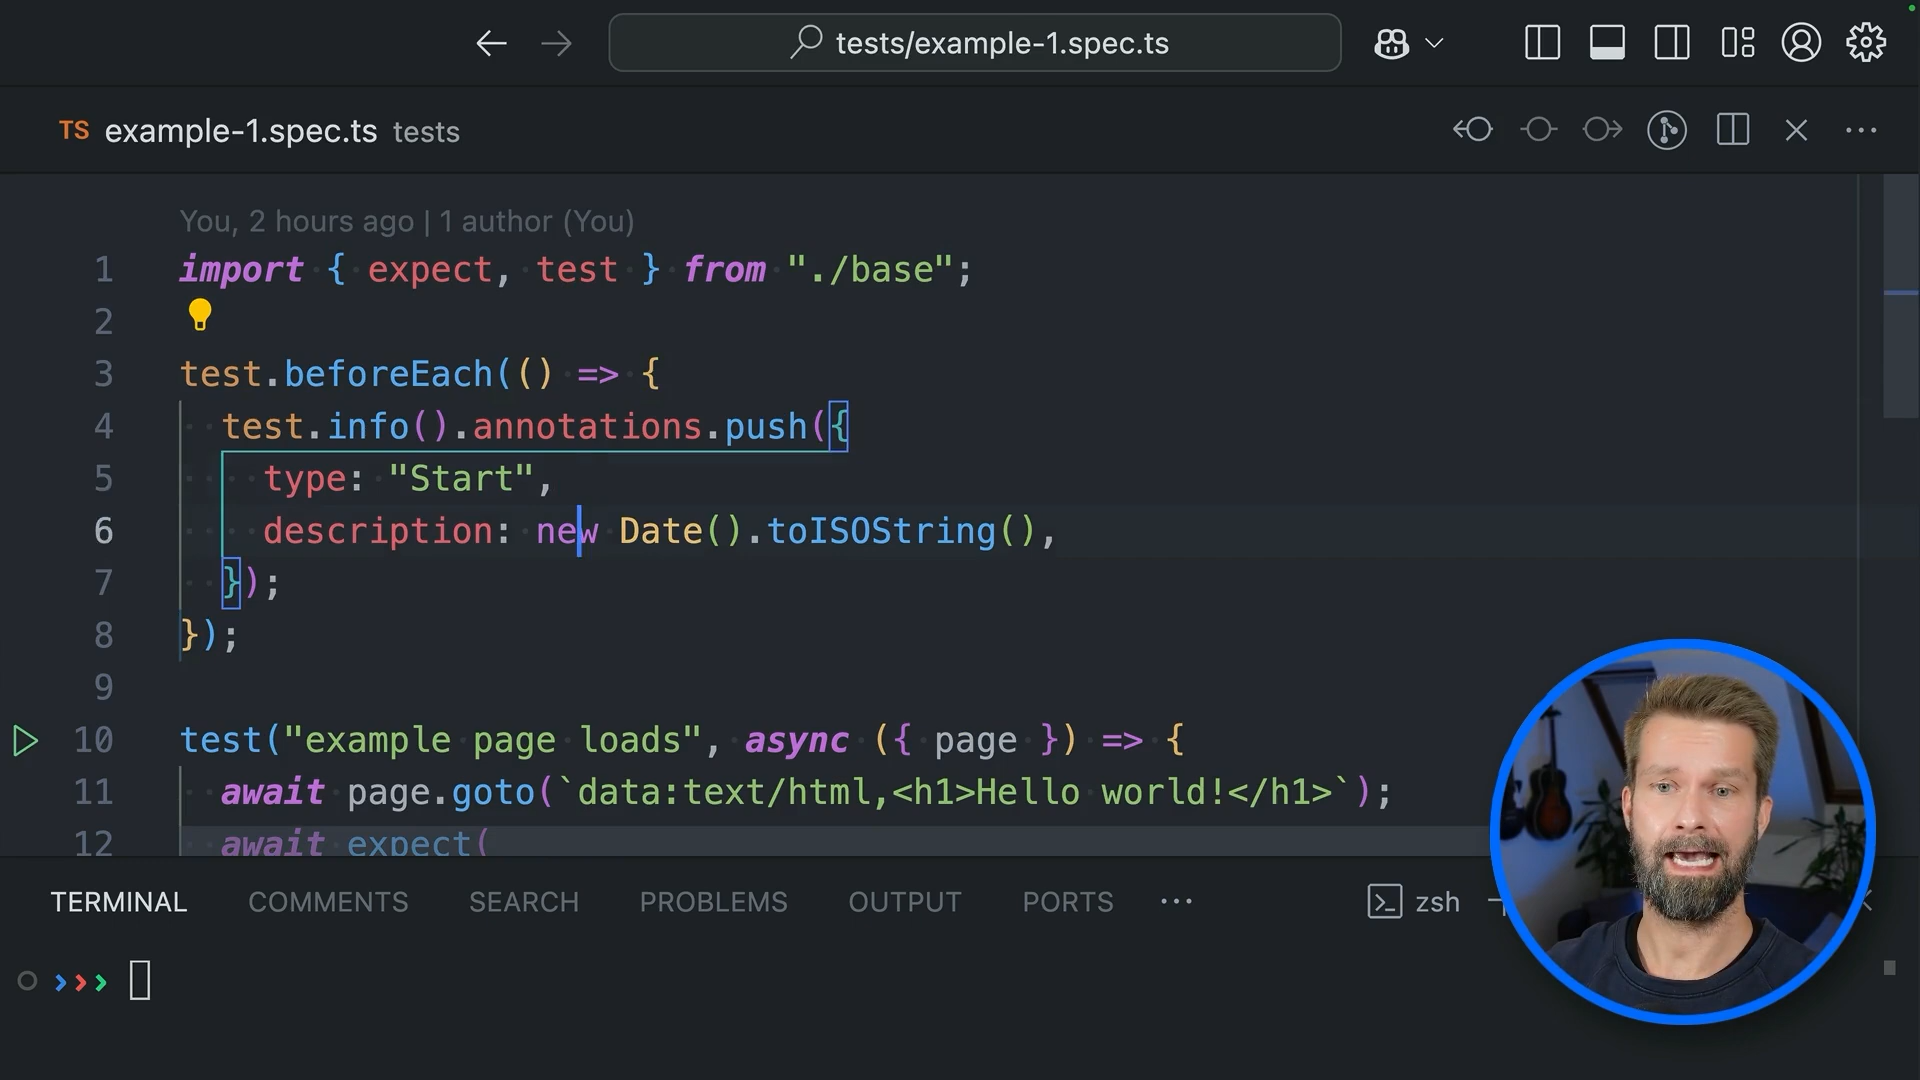 tests/example-1.spec.ts
TS example-1.spec.ts tests
You, 2 hours ago | 1 author (You)
1 import { expect, test } from "./base";
2
3 test.beforeEach(() => {
4 test.info().annotations.push({
5 type: "Start",
6 description: new Date().toISOString(),
7 });
8 });
9
10 test("example page loads", async ({ page }) => {
11 await page.goto(`data:text/html,<h1>Hello world!</h1>`);
12 await expect(
TERMINAL COMMENTS SEARCH PROBLEMS OUTPUT PORTS ··· zsh